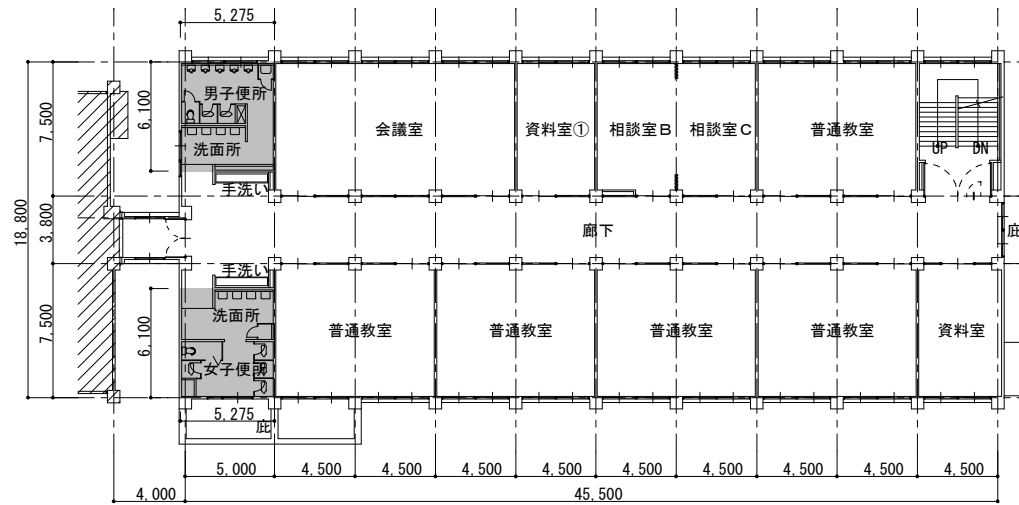 5,275
男子便所
洗面所
手洗い
会議室
資料室①
相談室B
相談室C
普通教室
UP
DN
7,500
6,100
18,800
3,800
廊下
庇
手洗い
洗面所
女子便所
普通教室
普通教室
普通教室
普通教室
資料室
7,500
6,100
5,275
庇
5,000
4,500
4,500
4,500
4,500
4,500
4,500
4,500
4,500
4,500
4,000
45,500